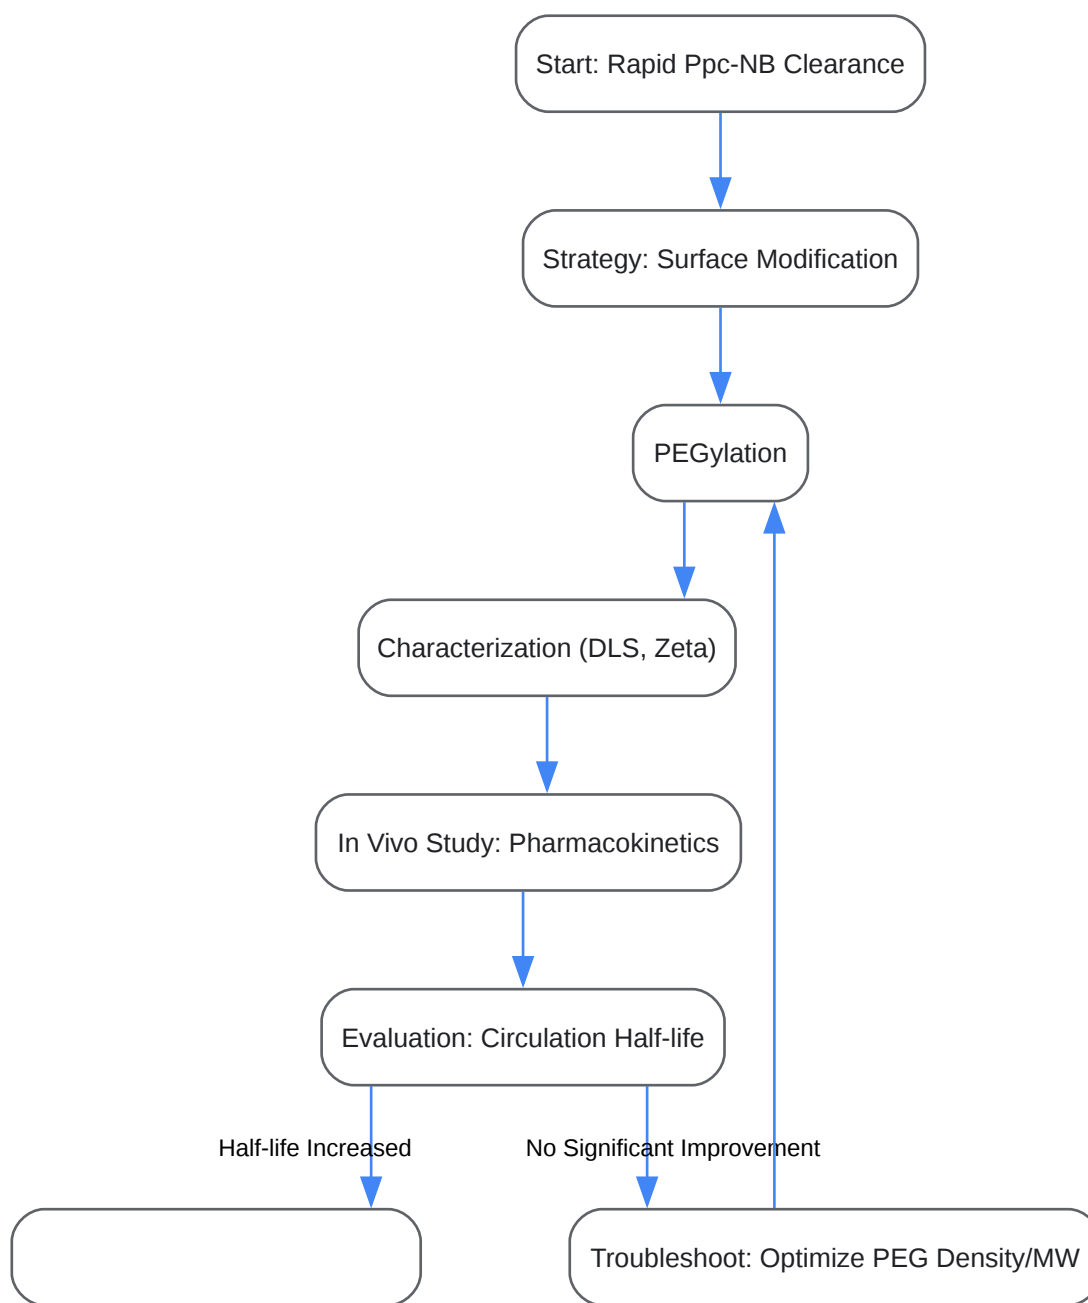 Start: Rapid Ppc-NB Clearance
Strategy: Surface Modification
PEGylation
Characterization (DLS, Zeta)
In Vivo Study: Pharmacokinetics
Evaluation: Circulation Half-life
Half-life Increased
No Significant Improvement
Troubleshoot: Optimize PEG Density/MW